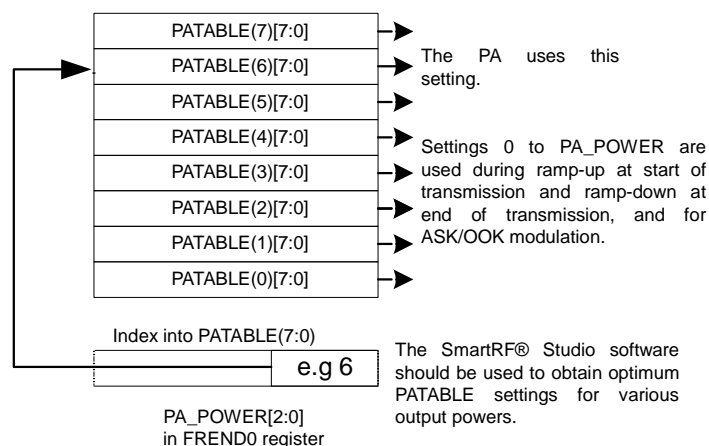 PATABLE(7)[7:0]
PATABLE(6)[7:0]
PATABLE(5)[7:0]
PATABLE(4)[7:0]
PATABLE(3)[7:0]
PATABLE(2)[7:0]
PATABLE(1)[7:0]
PATABLE(0)[7:0]
The PA uses this
setting.
Settings 0 to PA_POWER are
used during ramp-up at start of
transmission and ramp-down at
end of transmission, and for
ASK/OOK modulation.
Index into PATABLE(7:0)
e.g 6
PA_POWER[2:0]
in FREND0 register
The SmartRF® Studio software
should be used to obtain optimum
PATABLE settings for various
output powers.